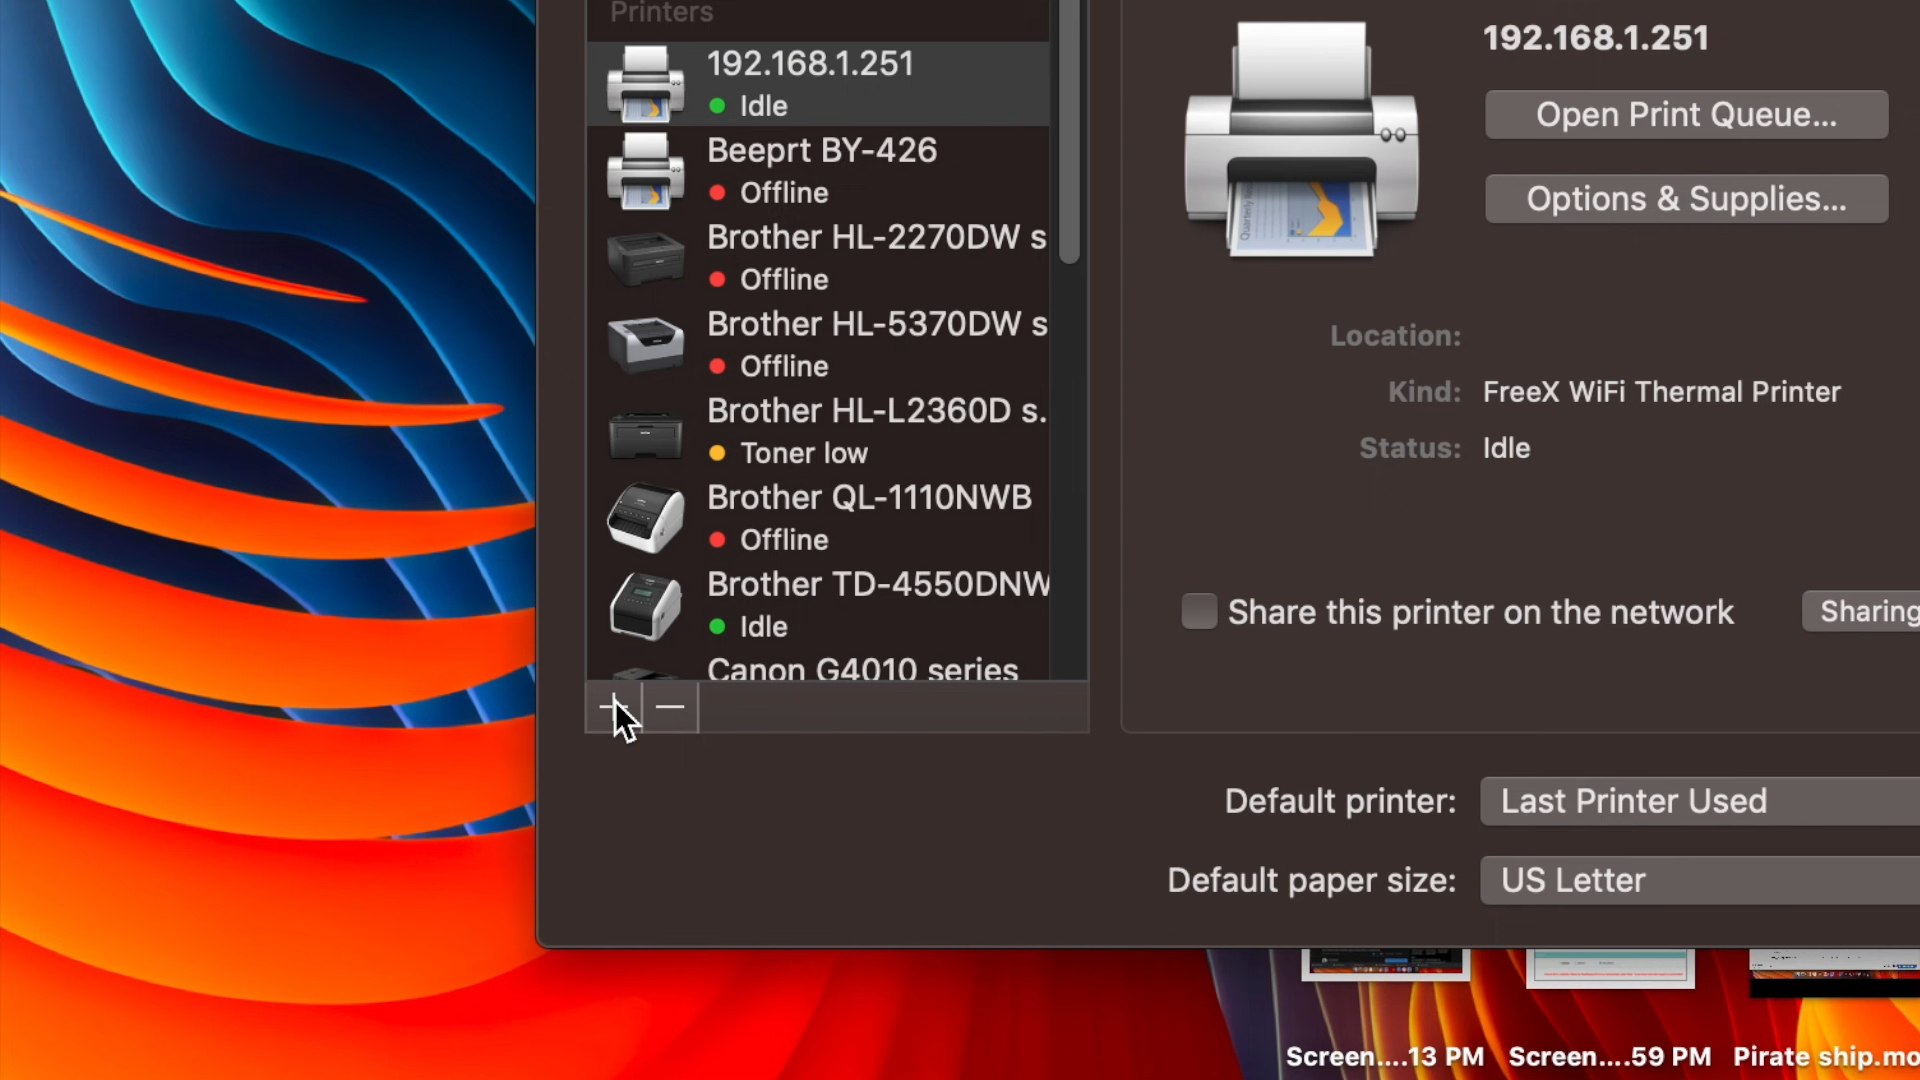 Printers
192.168.1.251
Idle
Beeprt BY-426
Offline
Brother HL-2270DW s
Offline
Brother HL-5370DW s
Offline
Brother HL-L2360D s.
Toner low
Brother QL-1110NWB
Offline
Brother TD-4550DNW
Idle
Canon G4010 series
192.168.1.251
Open Print Queue...
Options & Supplies...
Location:
Kind: FreeX WiFi Thermal Printer
Status: Idle
Share this printer on the network
Sharing
Default printer: Last Printer Used
Default paper size: US Letter
Screen....13 PM
Screen....59 PM
Pirate ship.mo